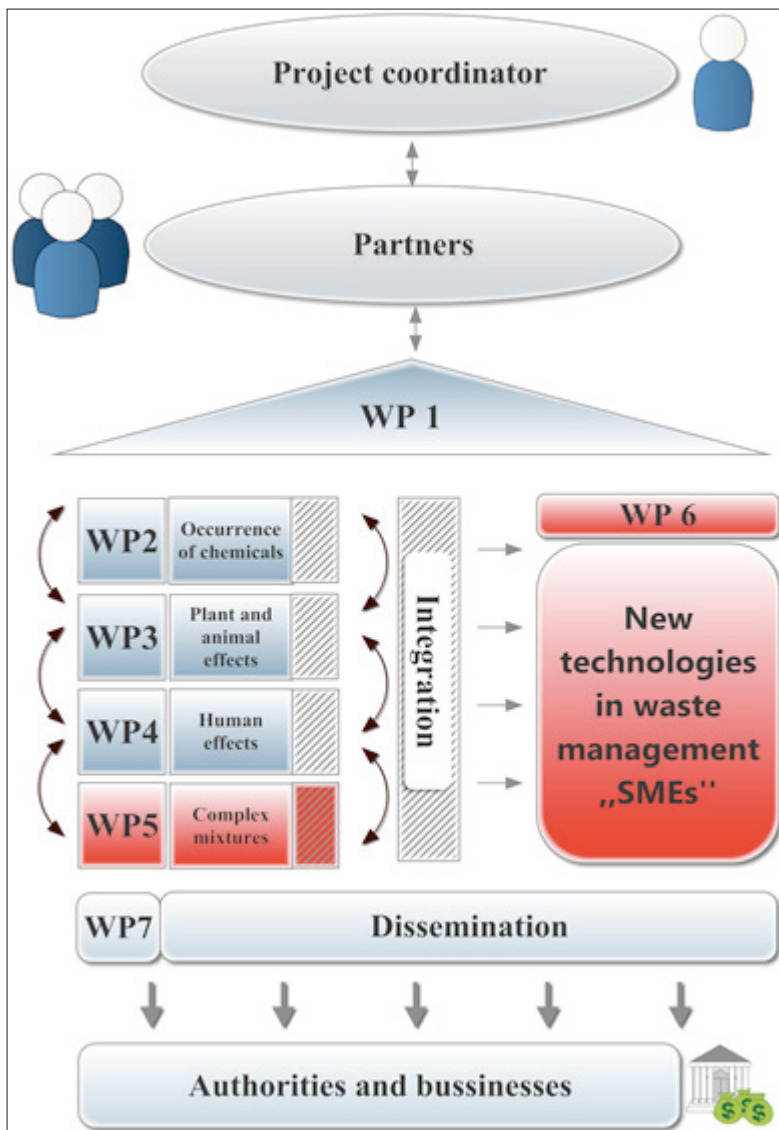 Project coordinator
Partners
WP 1
WP2
Occurrence
of chemicals
WP3
Plant and
animal
effects
WP4
Human
effects
WP5
Complex
mixtures
Integration
WP 6
New
technologies
in waste
management
„SMEs''
WP7
Dissemination
Authorities and bussinesses
$
$
$